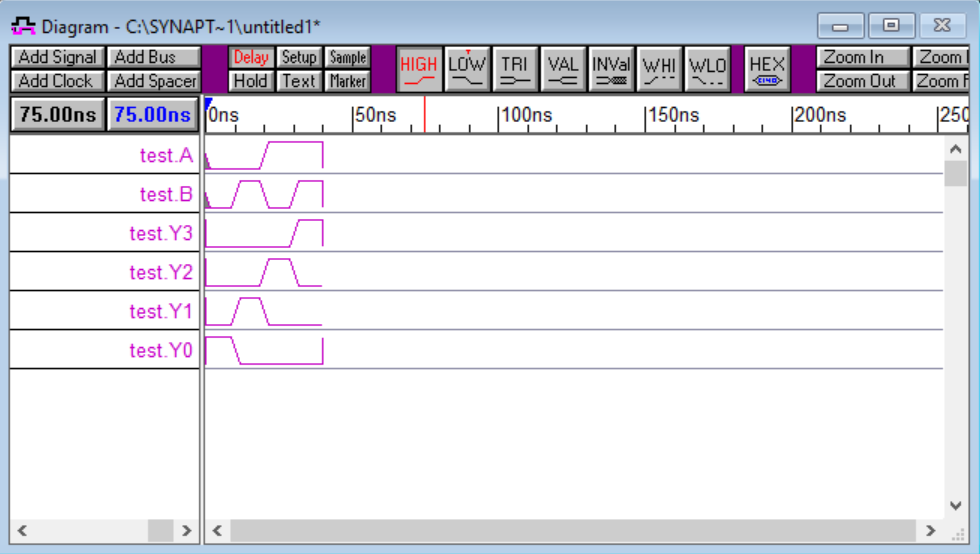 Diagram - C:\SYNAPT~1\untitled1*
Add Signal Add Bus Delay Setup Sample HIGH LOW TRI VAL INVal WHI WLO HEX Zoom In Zoom
Add Clock Add Spacer Hold Text Marker Zoom Out Zoom F
75.00ns 75.00ns 0ns 50ns 100ns 150ns 200ns 250
test.A
test.B
test.Y3
test.Y2
test.Y1
test.Y0